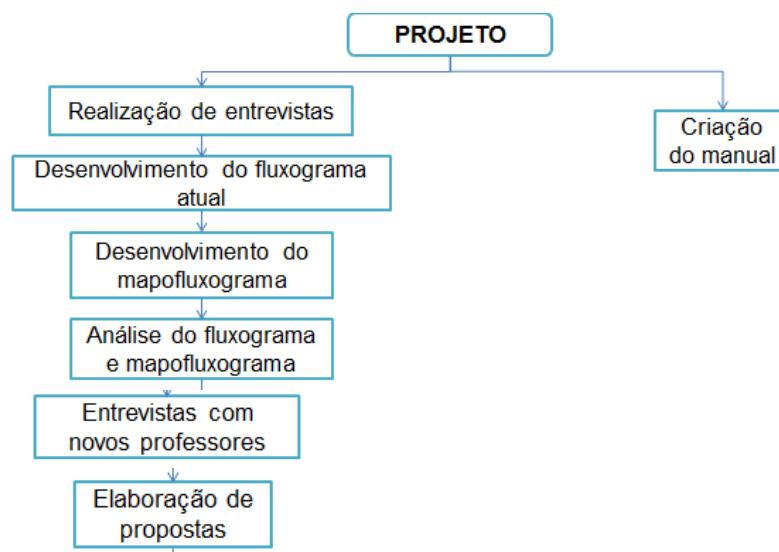 PROJETO
Realização de entrevistas
Desenvolvimento do fluxograma
atual
Desenvolvimento do
mapofluxograma
Análise do fluxograma
e mapofluxograma
Entrevistas com
novos professores
Elaboração de
propostas
Criação
do manual